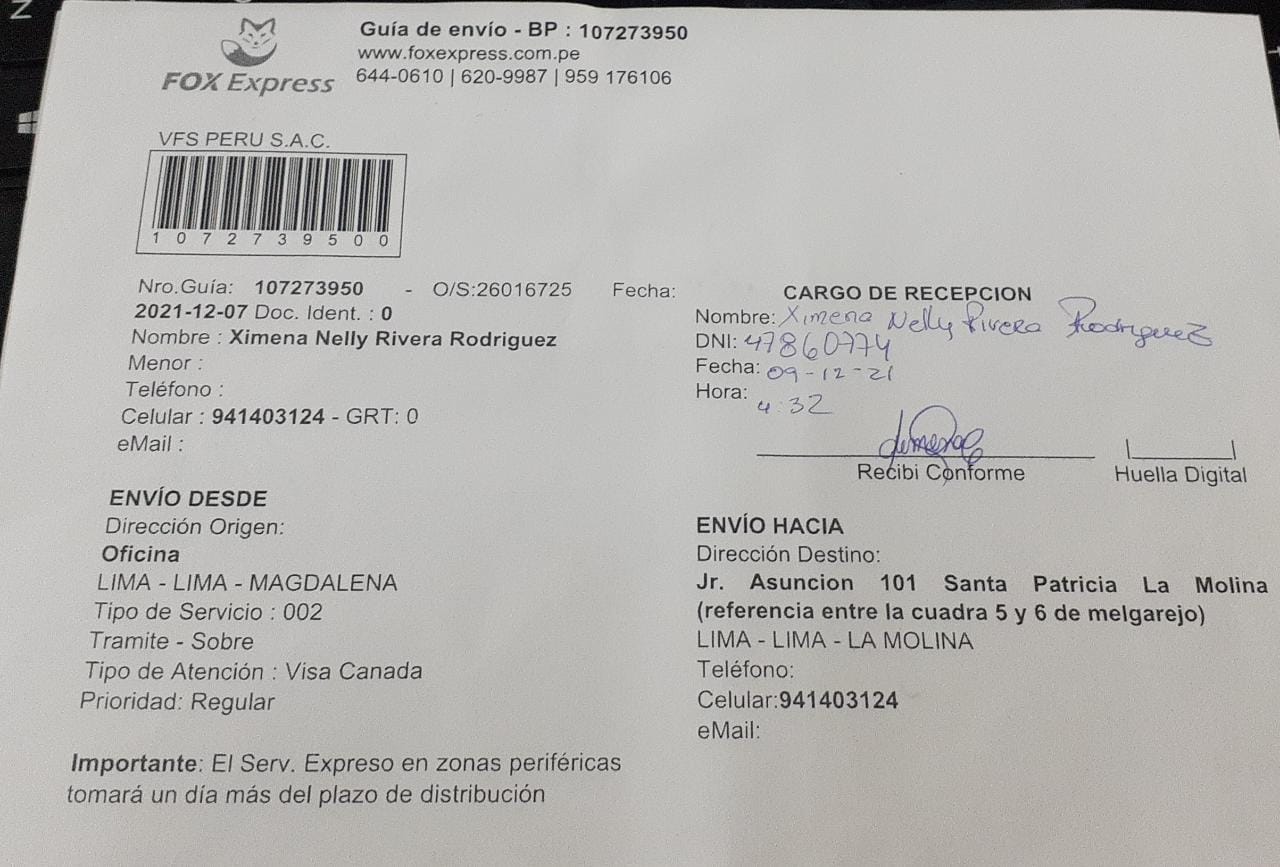 FOX Express
Guía de envío - BP : 107273950
www.foxexpress.com.pe
644-0610 | 620-9987 | 959 176106
VFS PERU S.A.C.
1 0 7 2 7 3 9 5 0 0
Nro.Guía: 107273950 - O/S:26016725 Fecha:
2021-12-07 Doc. Ident. : 0
Nombre : Ximena Nelly Rivera Rodriguez
Menor :
Teléfono :
Celular : 941403124 - GRT: 0
eMail :
CARGO DE RECEPCION
Nombre: Ximena Nelly Rivera Rodriguez
DNI: 47860774
Fecha: 09-12-21
Hora: 4:32
Recibi Conforme
Huella Digital
ENVÍO DESDE
Dirección Origen:
Oficina
LIMA - LIMA - MAGDALENA
Tipo de Servicio : 002
Tramite - Sobre
Tipo de Atención : Visa Canada
Prioridad: Regular
ENVÍO HACIA
Dirección Destino:
Jr. Asuncion 101 Santa Patricia La Molina
(referencia entre la cuadra 5 y 6 de melgarejo)
LIMA - LIMA - LA MOLINA
Teléfono:
Celular:941403124
eMail:
Importante: El Serv. Expreso en zonas periféricas
tomará un día más del plazo de distribución